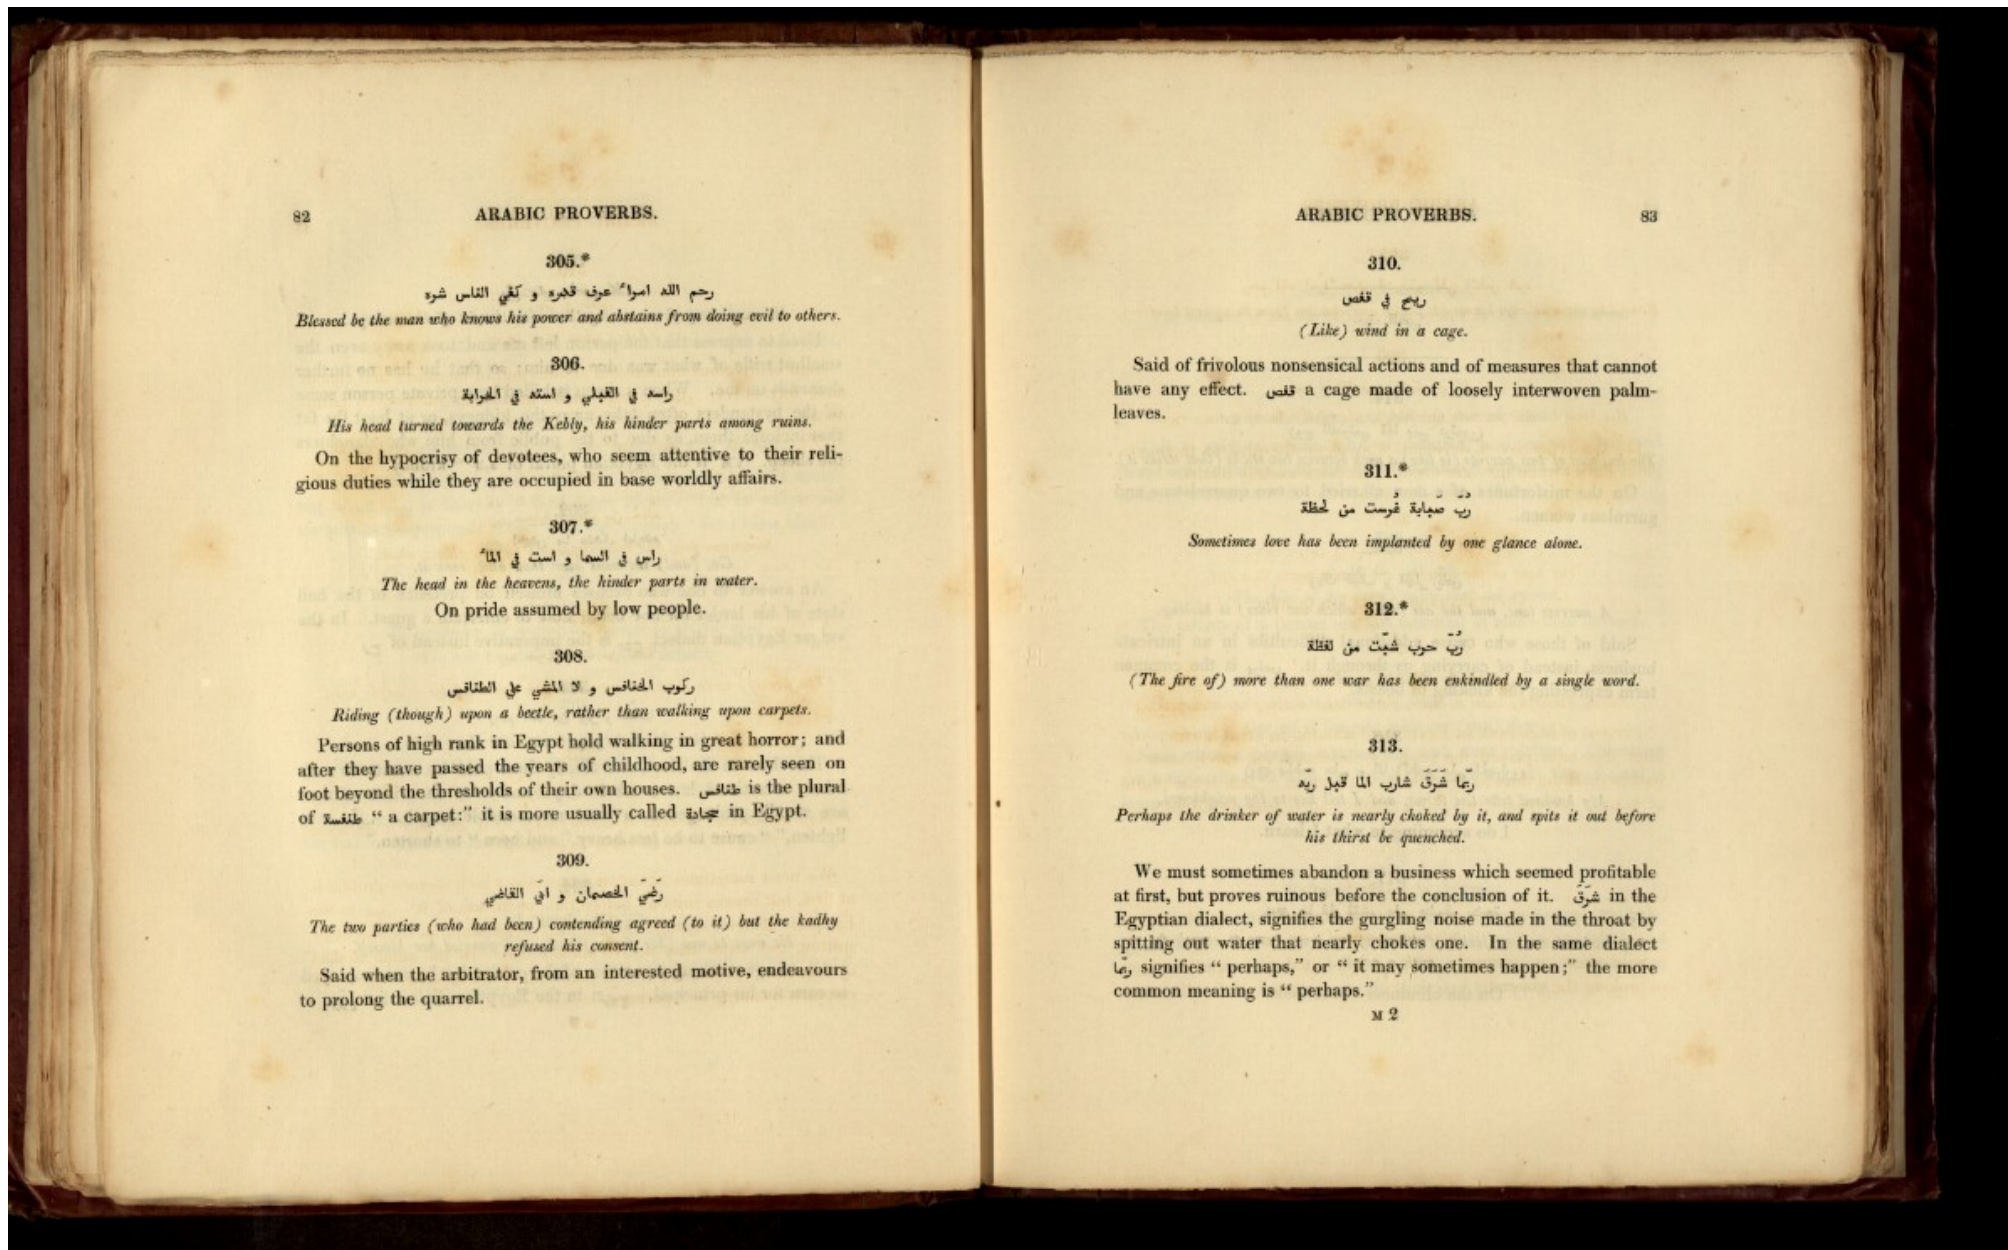 82
ARABIC PROVERBS.
305.*
رحم الله امراً عرف قدره و كفي الناس شره
Blessed be the man who knows his power and abstains from doing evil to others.
306.
راسه في القبلي و استه في الخرابة
His head turned towards the Kebly, his hinder parts among ruins.
On the hypocrisy of devotees, who seem attentive to their reli-
gious duties while they are occupied in base worldly affairs.
307.*
راس في السما و است في الماء
The head in the heavens, the hinder parts in water.
On pride assumed by low people.
308.
ركوب الخنافس و لا المشي علي الطنافس
Riding (though) upon a beetle, rather than walking upon carpets.
Persons of high rank in Egypt hold walking in great horror; and
after they have passed the years of childhood, are rarely seen on
foot beyond the thresholds of their own houses. طنافس is the plural
of طنفسة “ a carpet:” it is more usually called سجادة in Egypt.
309.
رَضيّ الخصمان و ابَي القاضي
The two parties (who had been) contending agreed (to it) but the kadhy
refused his consent.
Said when the arbitrator, from an interested motive, endeavours
to prolong the quarrel.
ARABIC PROVERBS.
83
310.
ريح في قفص
(Like) wind in a cage.
Said of frivolous nonsensical actions and of measures that cannot
have any effect. قفص a cage made of loosely interwoven palm-
leaves.
311.*
رُبّ صَبابة غُرست من لحظة
Sometimes love has been implanted by one glance alone.
312.*
رُبّ حرب شبّت من لفظة
(The fire of) more than one war has been enkindled by a single word.
313.
ربّما شَرَقَ شارب الما قبل ريّه
Perhaps the drinker of water is nearly choked by it, and spits it out before
his thirst be quenched.
We must sometimes abandon a business which seemed profitable
at first, but proves ruinous before the conclusion of it. شرَق in the
Egyptian dialect, signifies the gurgling noise made in the throat by
spitting out water that nearly chokes one. In the same dialect
ربّما signifies “ perhaps,” or “ it may sometimes happen;” the more
common meaning is “ perhaps.”
M 2